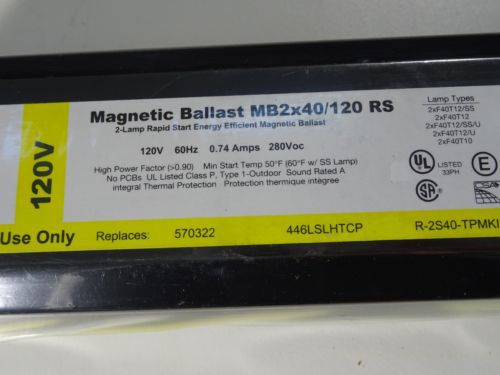 Magnetic Ballast MB2x40/120 RS
2-Lamp Rapid Start Energy Efficient Magnetic Ballast
120V 60Hz 0.74 Amps 280Voc
High Power Factor (>0.90) Min Start Temp 50°F (60°F w/ SS Lamp)
No PCBs UL Listed Class P, Type 1-Outdoor Sound Rated A
integral Thermal Protection Protection thermique intégree
Lamp Types
2xF40T12/SS
2xF40T12
2xF40T12/SS/U
2xF40T12/U
2xF40T10
UL LISTED
33PH
E
SA
120V
Use Only
Replaces: 570322 446LSLHTCP R-2S40-TPMKI